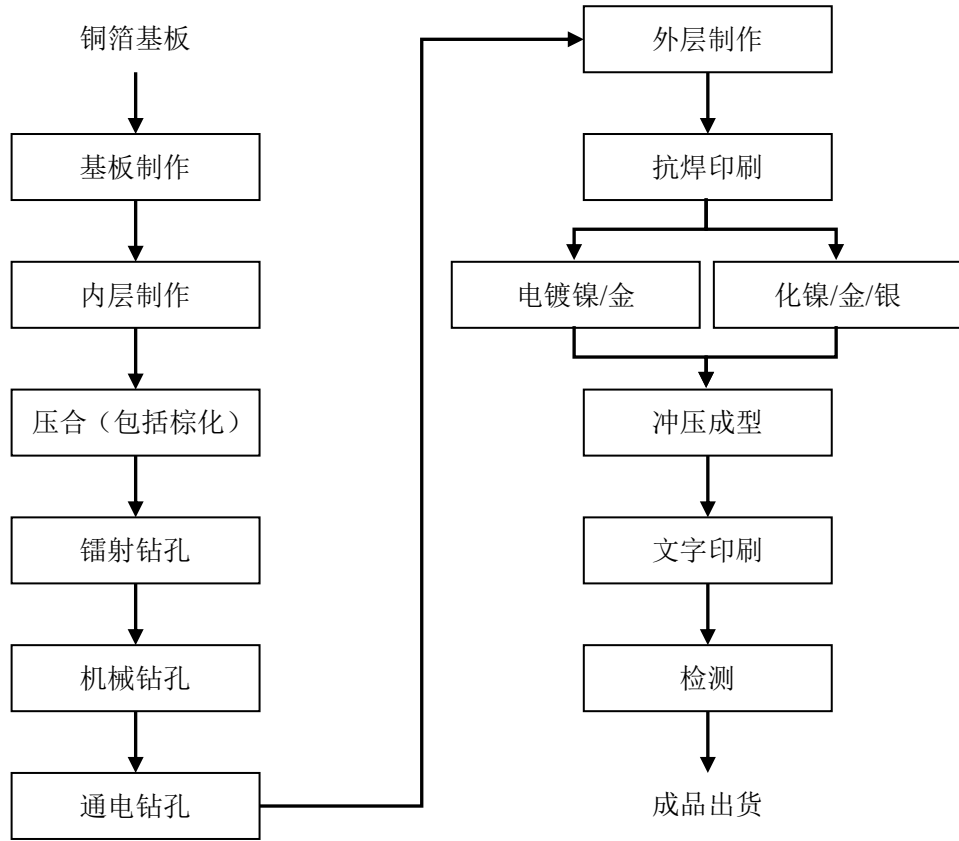 铜箔基板
基板制作
内层制作
压合（包括棕化）
镭射钻孔
机械钻孔
通电钻孔
外层制作
抗焊印刷
电镀镍/金
化镍/金/银
冲压成型
文字印刷
检测
成品出货